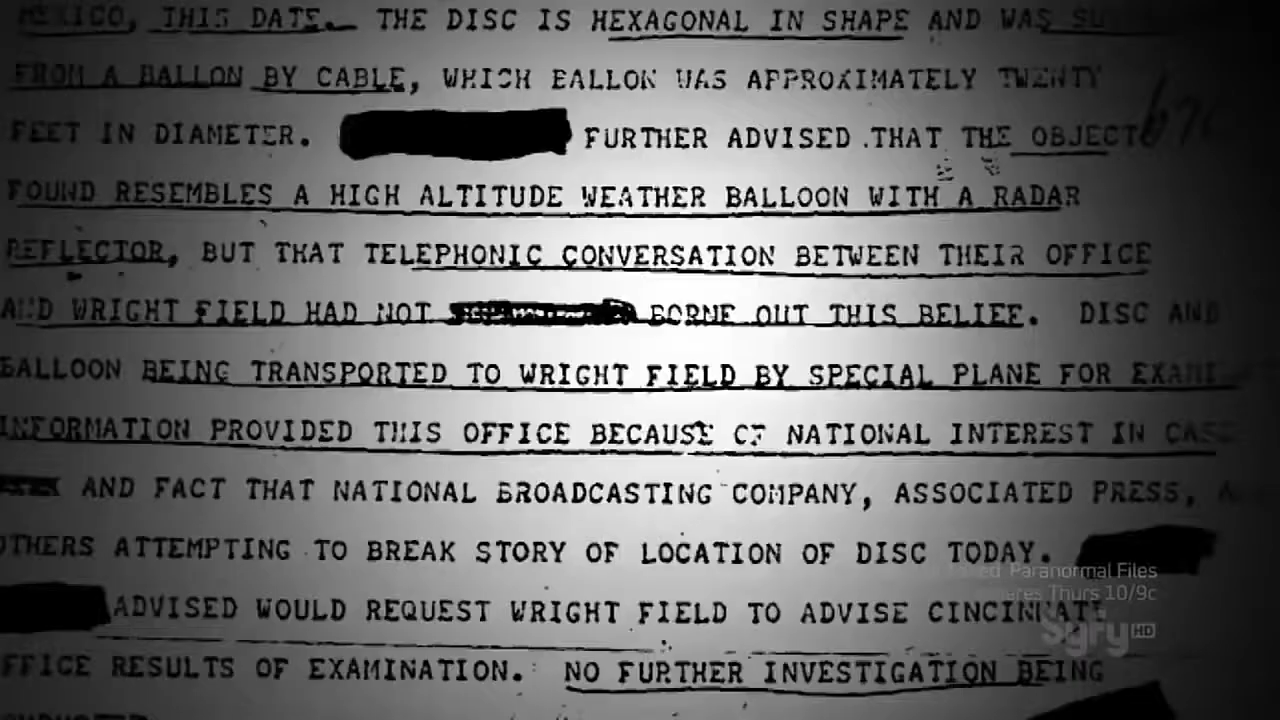 MEXICO, THIS DATE. THE DISC IS HEXAGONAL IN SHAPE AND WAS
FROM A BALLON BY CABLE, WHICH BALLON WAS APPROXIMATELY TWENTY
FEET IN DIAMETER. FURTHER ADVISED THAT THE OBJECT b7C
FOUND RESEMBLES A HIGH ALTITUDE WEATHER BALLOON WITH A RADAR
REFLECTOR, BUT THAT TELEPHONIC CONVERSATION BETWEEN THEIR OFFICE
AND WRIGHT FIELD HAD NOT BORNE OUT THIS BELIEF. DISC AND
BALLOON BEING TRANSPORTED TO WRIGHT FIELD BY SPECIAL PLANE FOR EXAMI
INFORMATION PROVIDED THIS OFFICE BECAUSE OF NATIONAL INTEREST IN CASE
AND FACT THAT NATIONAL BROADCASTING COMPANY, ASSOCIATED PRESS,
OTHERS ATTEMPTING TO BREAK STORY OF LOCATION OF DISC TODAY.
Paranormal Files
Thurs 10/9c
ADVISED WOULD REQUEST WRIGHT FIELD TO ADVISE CINCINNATI
Syfy HD
FFICE RESULTS OF EXAMINATION. NO FURTHER INVESTIGATION BEING